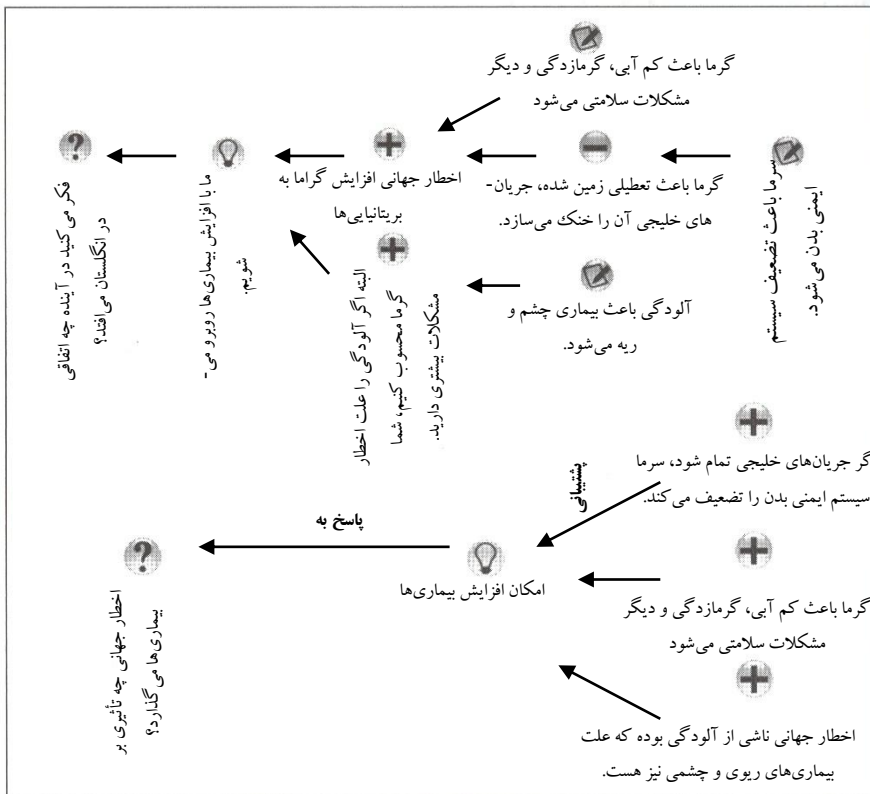 گرما باعث کم آبی، گرمازدگی و دیگر
مشکلات سلامتی می‌شود
سرما باعث تضعیف سیستم
ایمنی بدن می‌شود.
گرما باعث تعطیلی زمین شده، جریان-
های خلیجی آن را خنک می‌سازد.
اخطار جهانی افزایش گراما به
بریتانیایی‌ها
ما با افزایش بیماری‌ها روبرو می-
شویم.
فکر می کنید در آینده چه اتفاقی
در انگلستان می‌افتد؟
آلودگی باعث بیماری چشم و
ریه می‌شود.
البته اگر آلودگی را علت اخطار
گرما محسوب کنیم، شما
مشکلات بیشتری دارید.
گر جریان‌های خلیجی تمام شود، سرما
سیستم ایمنی بدن را تضعیف می‌کند.
پشتیبانی
پاسخ به
امکان افزایش بیماری‌ها
اخطار جهانی چه تأثیری بر
بیماری‌ها می گذارد؟
گرما باعث کم آبی، گرمازدگی و دیگر
مشکلات سلامتی می‌شود
اخطار جهانی ناشی از آلودگی بوده که علت
بیماری‌های ریوی و چشمی نیز هست.